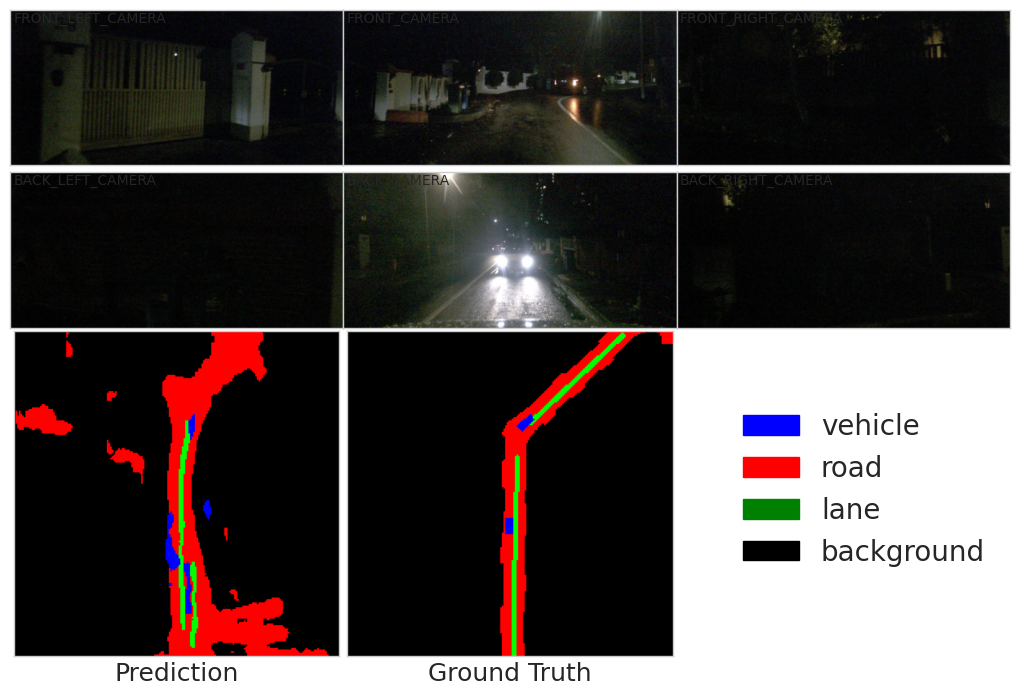 FRONT_LEFT_CAMERA
FRONT_CAMERA
FRONT_RIGHT_CAMERA
BACK_LEFT_CAMERA
BACK_CAMERA
BACK_RIGHT_CAMERA
vehicle
road
lane
background
Prediction
Ground Truth